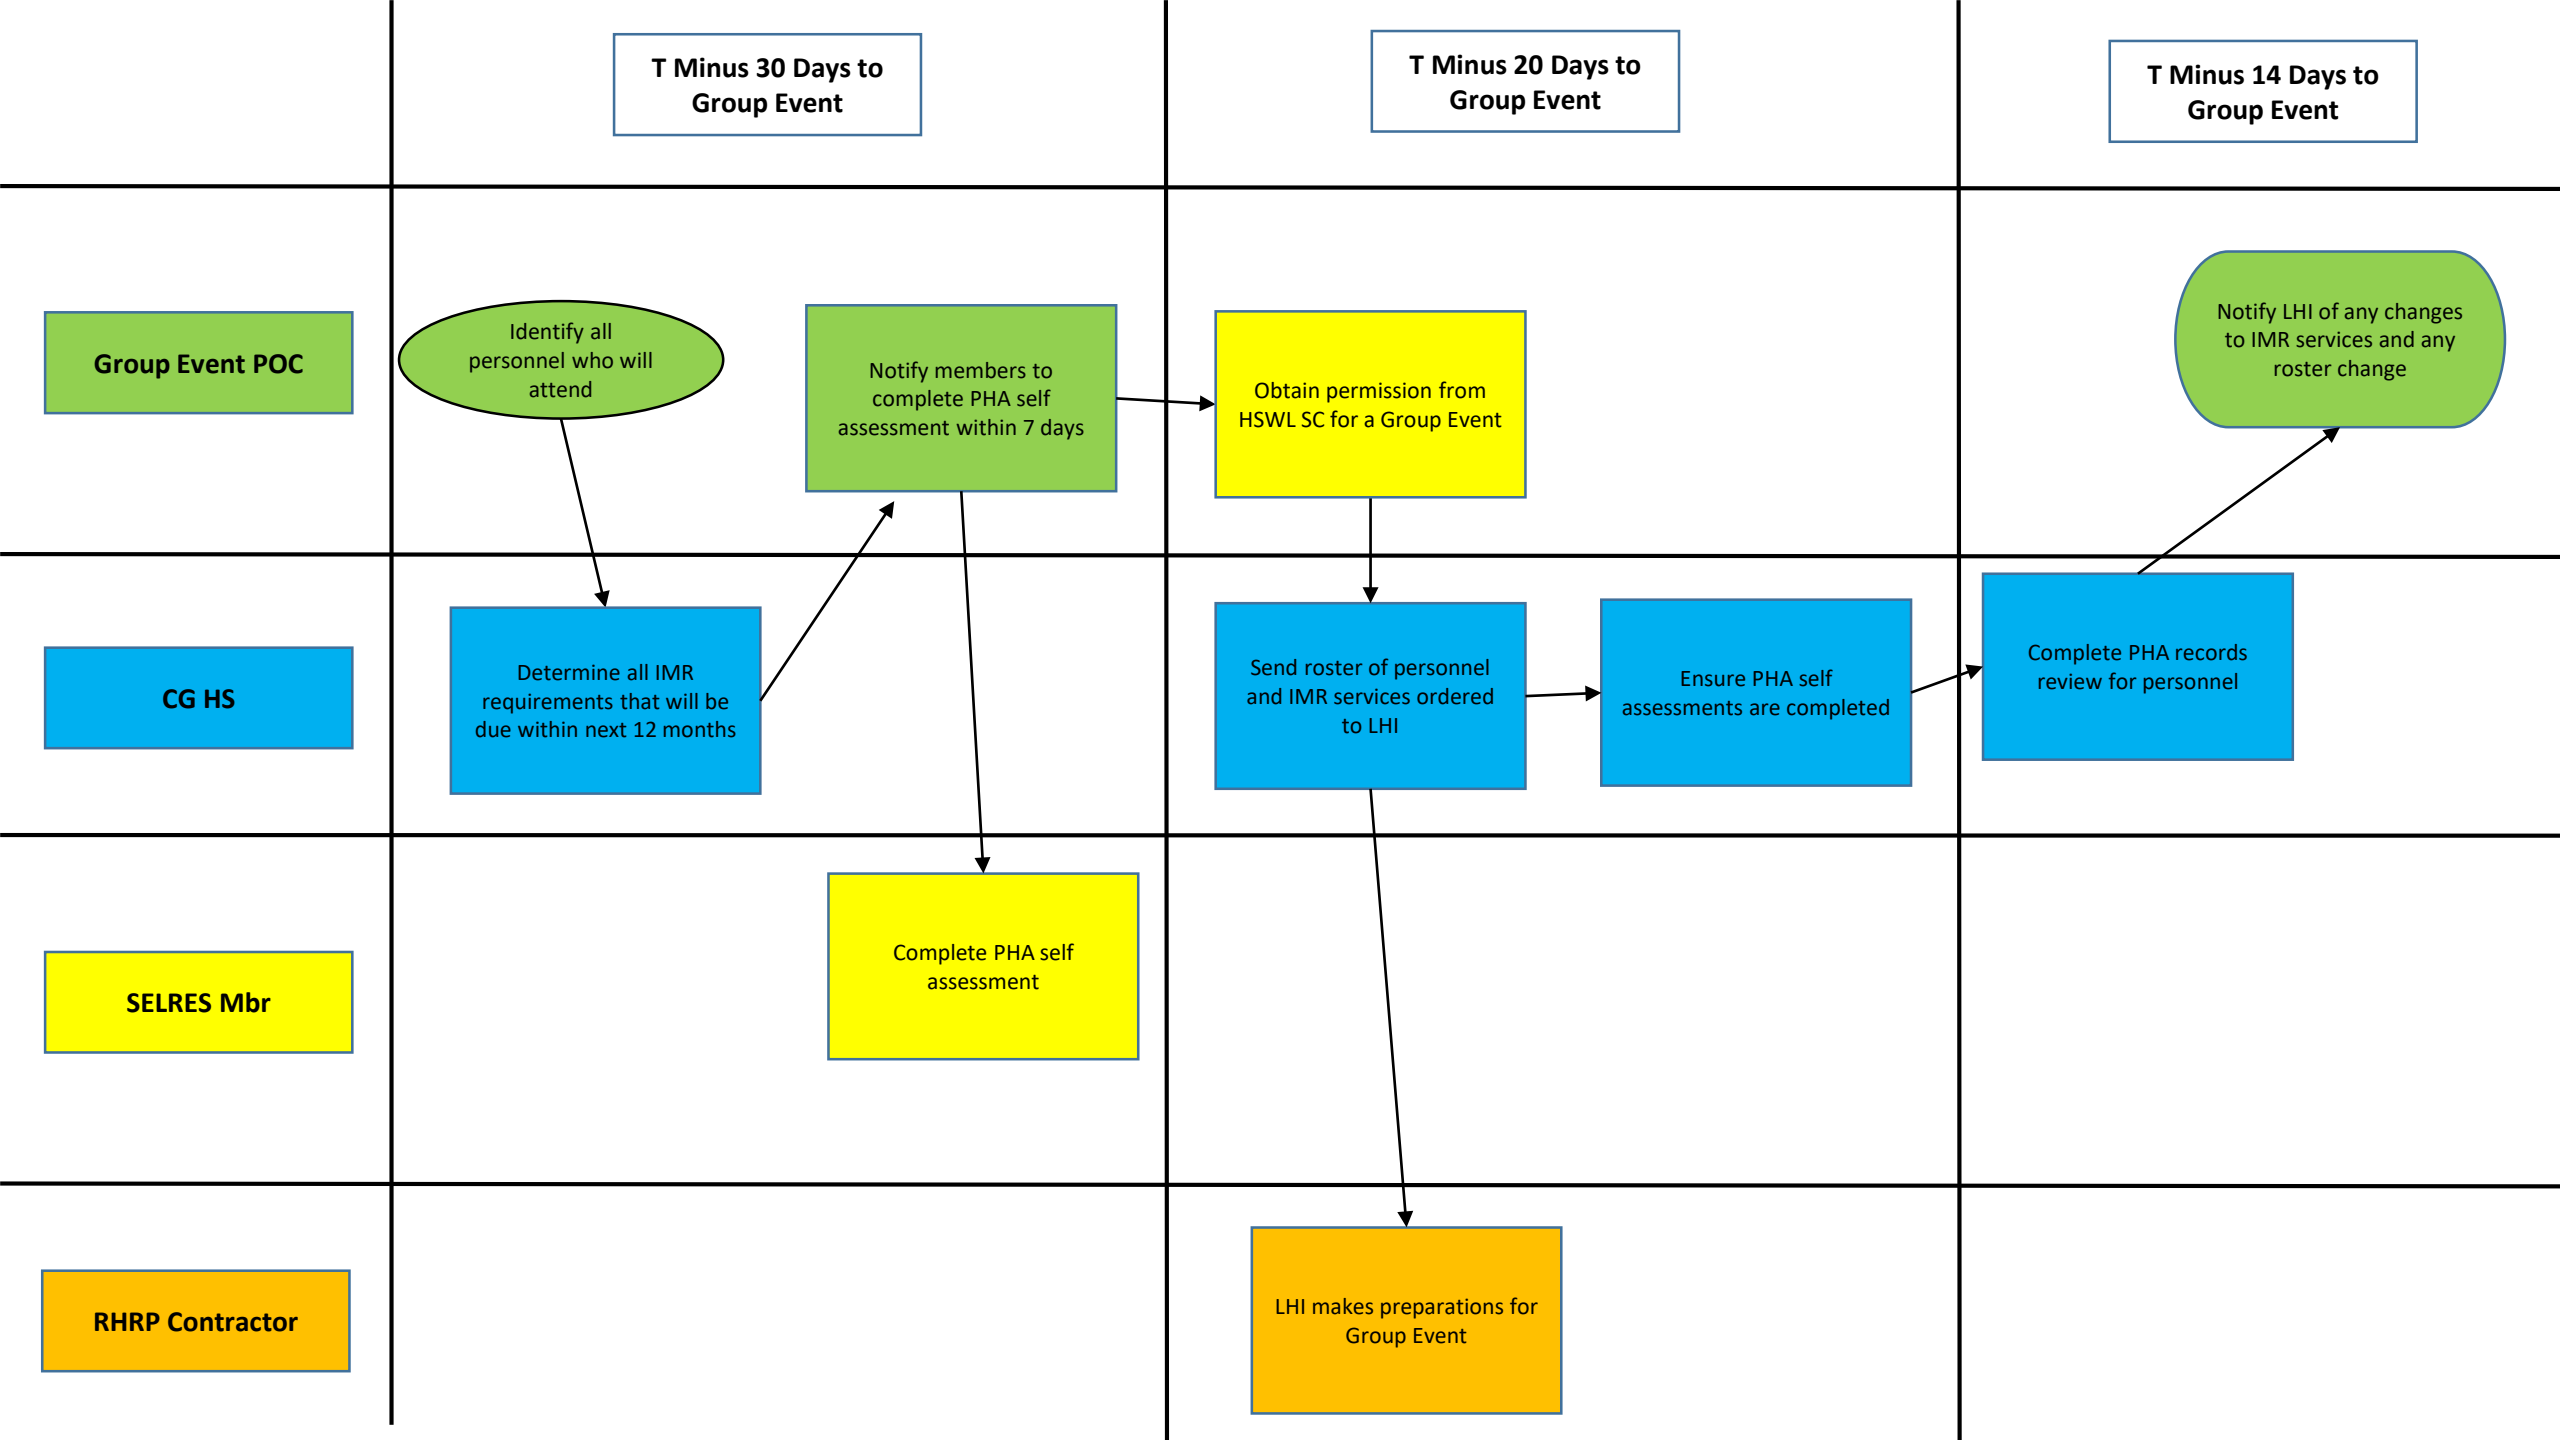 T Minus 30 Days to
Group Event
T Minus 20 Days to
Group Event
T Minus 14 Days to
Group Event
Group Event POC
Identify all
personnel who will
attend
Notify members to
complete PHA self
assessment within 7 days
Obtain permission from
HSWL SC for a Group Event
Notify LHI of any changes
to IMR services and any
roster change
CG HS
Determine all IMR
requirements that will be
due within next 12 months
Send roster of personnel
and IMR services ordered
to LHI
Ensure PHA self
assessments are completed
Complete PHA records
review for personnel
SELRES Mbr
Complete PHA self
assessment
RHRP Contractor
LHI makes preparations for
Group Event